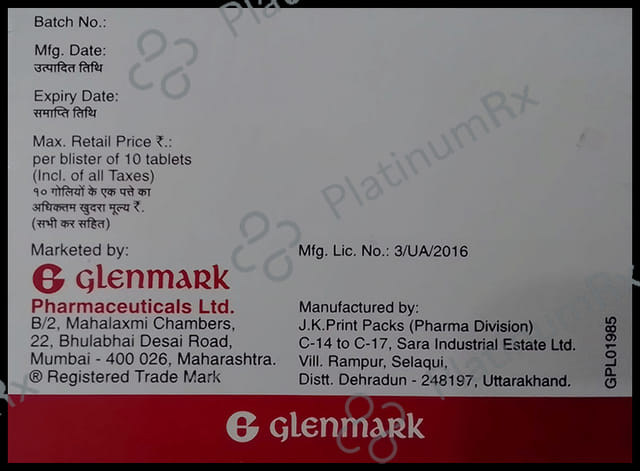 Batch No.:
Mfg. Date:
उत्पादित तिथि
Expiry Date:
समाप्ति तिथि
Max. Retail Price ₹.:
per blister of 10 tablets
(Incl. of all Taxes)
१० गोलियों के एक पत्ते का
अधिकतम खुदरा मूल्य ₹.
(सभी कर सहित)
Marketed by:
GLENMARK
Pharmaceuticals Ltd.
B/2, Mahalaxmi Chambers,
22, Bhulabhai Desai Road,
Mumbai - 400 026, Maharashtra.
® Registered Trade Mark
Mfg. Lic. No.: 3/UA/2016
Manufactured by:
J.K.Print Packs (Pharma Division)
C-14 to C-17, Sara Industrial Estate Ltd.
Vill. Rampur, Selaqui,
Distt. Dehradun - 248197, Uttarakhand.
GPL01985
GLENMARK
PlatinumRx
PlatinumRx
PlatinumRx